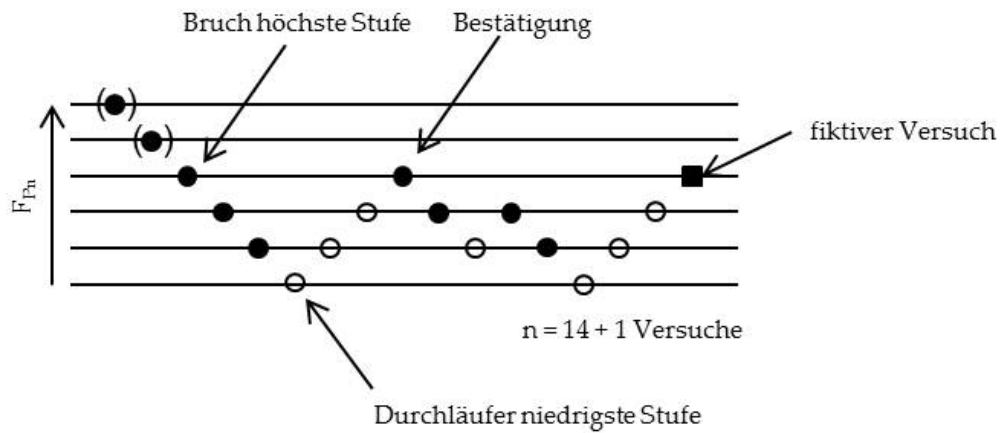 Bruch höchste Stufe
Bestätigung
fiktiver Versuch
F_Pn
n = 14 + 1 Versuche
Durchläufer niedrigste Stufe